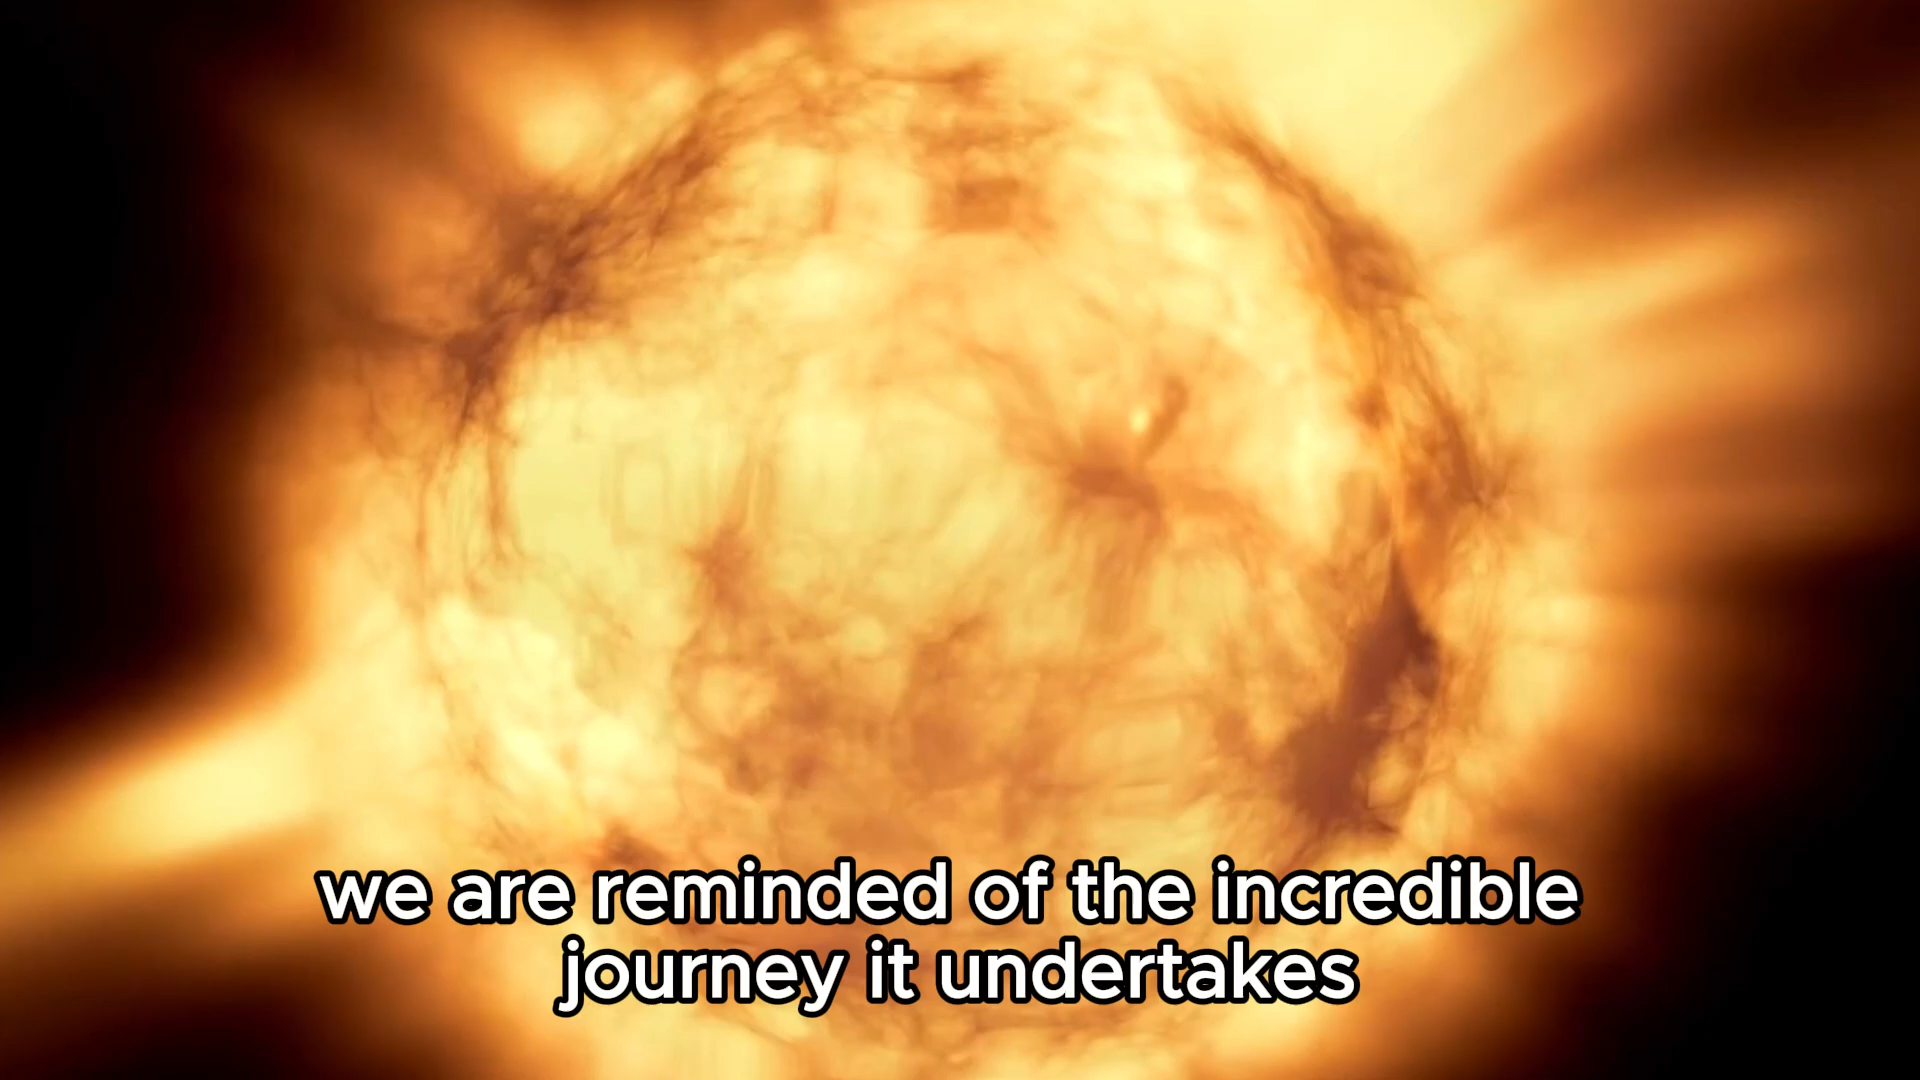 we are reminded of the incredible
journey it undertakes